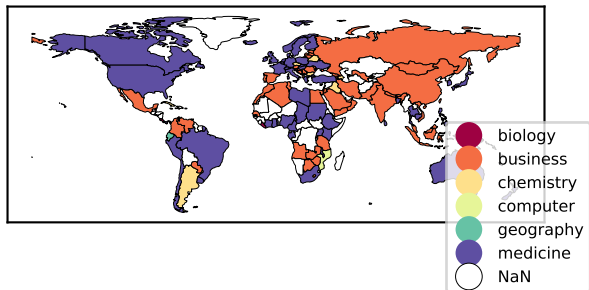 biology
business
chemistry
computer
geography
medicine
NaN